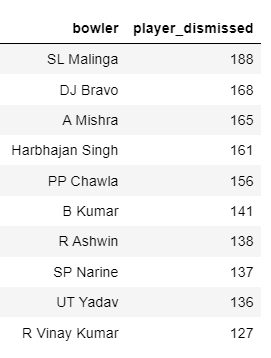 bowler player_dismissed
SL Malinga 188
DJ Bravo 168
A Mishra 165
Harbhajan Singh 161
PP Chawla 156
B Kumar 141
R Ashwin 138
SP Narine 137
UT Yadav 136
R Vinay Kumar 127